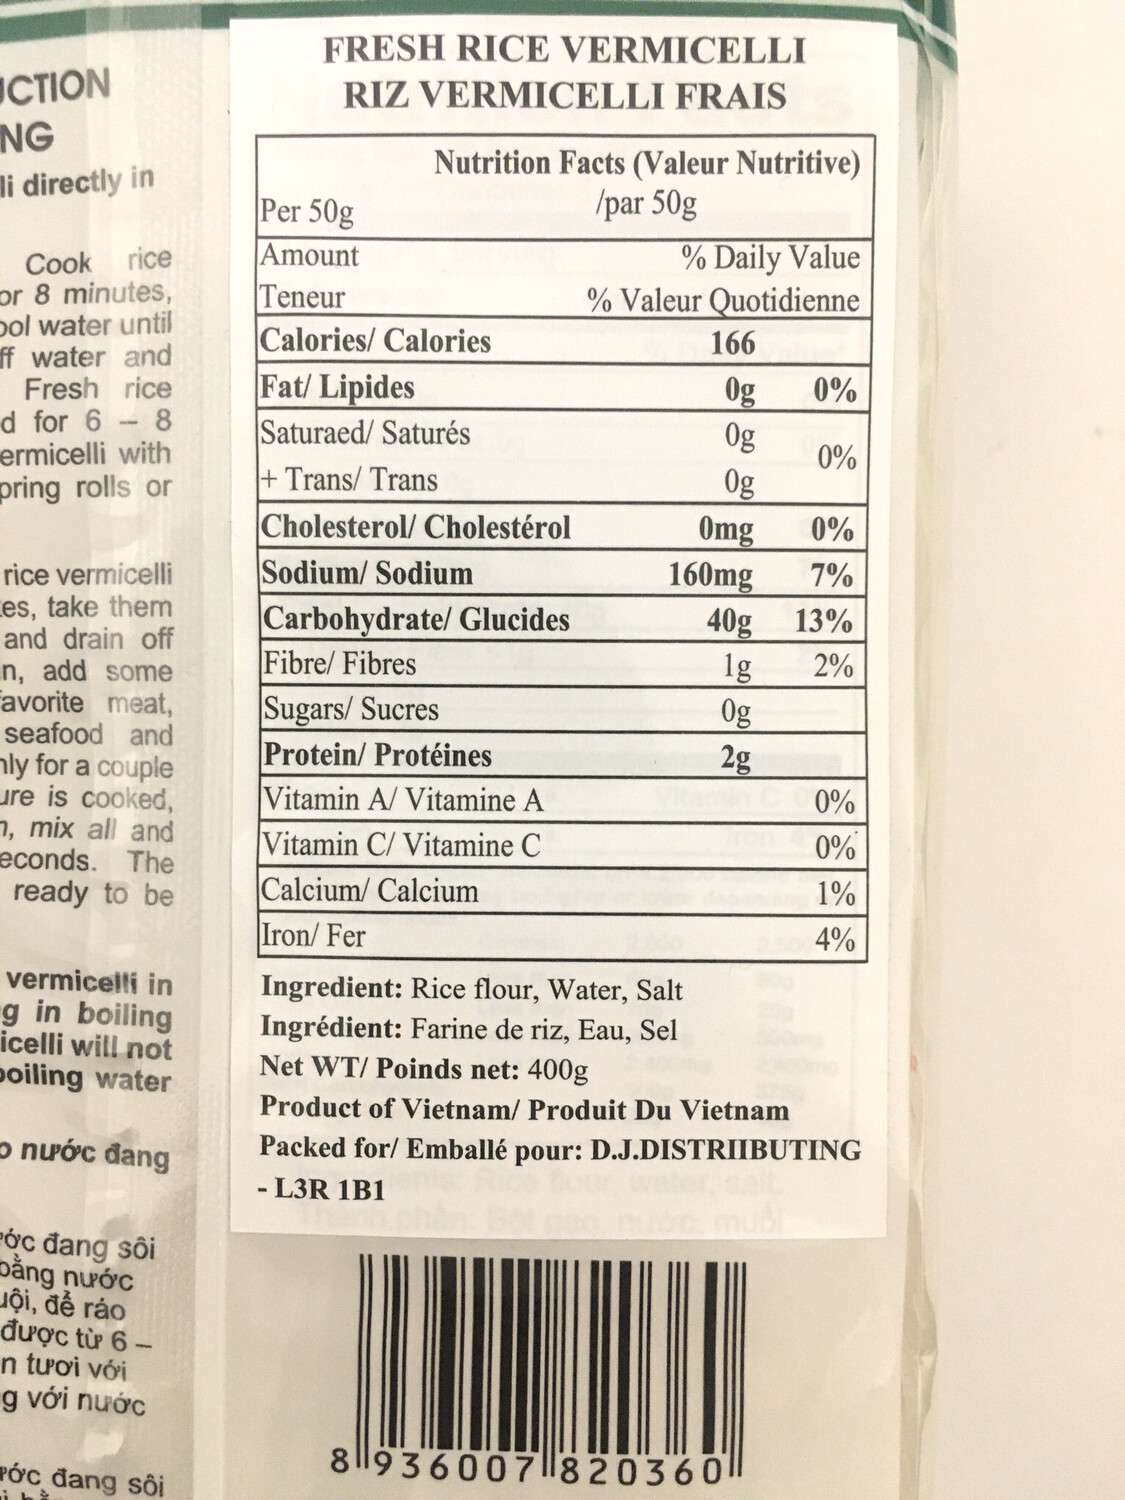 UCTION
NG
li directly in
Cook rice
or 8 minutes,
ool water until
ff water and
Fresh rice
d for 6 – 8
ermicelli with
pring rolls or
rice vermicelli
es, take them
and drain off
n, add some
favorite meat,
seafood and
nly for a couple
ure is cooked,
n, mix all and
econds. The
ready to be
vermicelli in
g in boiling
icelli will not
boiling water
o nước đang
ước đang sôi
bằng nước
uội, để ráo
được từ 6 –
n tươi với
g với nước
ước đang sôi
FRESH RICE VERMICELLI
RIZ VERMICELLI FRAIS
Nutrition Facts (Valeur Nutritive)
Per 50g /par 50g
Amount % Daily Value
Teneur % Valeur Quotidienne
Calories/ Calories 166
Fat/ Lipides 0g 0%
Saturaed/ Saturés 0g
0%
+ Trans/ Trans 0g
Cholesterol/ Cholestérol 0mg 0%
Sodium/ Sodium 160mg 7%
Carbohydrate/ Glucides 40g 13%
Fibre/ Fibres 1g 2%
Sugars/ Sucres 0g
Protein/ Protéines 2g
Vitamin A/ Vitamine A 0%
Vitamin C/ Vitamine C 0%
Calcium/ Calcium 1%
Iron/ Fer 4%
Ingredient: Rice flour, Water, Salt
Ingrédient: Farine de riz, Eau, Sel
Net WT/ Poinds net: 400g
Product of Vietnam/ Produit Du Vietnam
Packed for/ Emballé pour: D.J.DISTRIIBUTING
- L3R 1B1
8 936007 820360